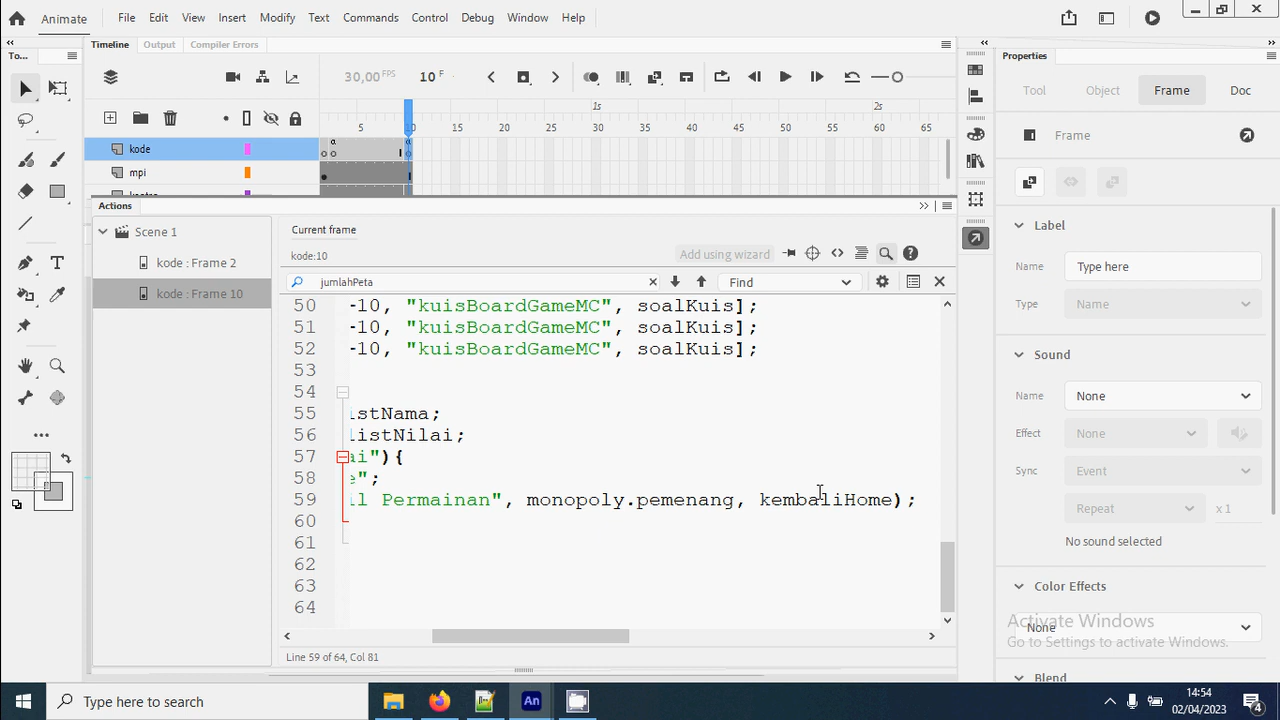 Animate File Edit View Insert Modify Text Commands Control Debug Window Help
To... Timeline Output Compiler Errors Properties
30,00 FPS 10 F
Tool Object Frame Doc
1s 2s
5 10 15 20 25 30 35 40 45 50 55 60 65
kode
Frame
mpi
Actions
Scene 1
kode : Frame 2
kode : Frame 10
Current frame
kode:10
Add using wizard
jumlahPeta
Find
50 -10, "kuisBoardGameMC", soalKuis];
51 -10, "kuisBoardGameMC", soalKuis];
52 -10, "kuisBoardGameMC", soalKuis];
53
54
55 istNama;
56 listNilai;
57 ai"){
58 e";
59 il Permainan", monopoly.pemenang, kembaliHome);
60
61
62
63
64
Line 59 of 64, Col 81
Label
Name Type here
Type Name
Sound
Name None
Effect None
Sync Event
Repeat x 1
No sound selected
Color Effects
None
Blend
Activate Windows
Go to Settings to activate Windows.
Type here to search
An
14:54
02/04/2023
4